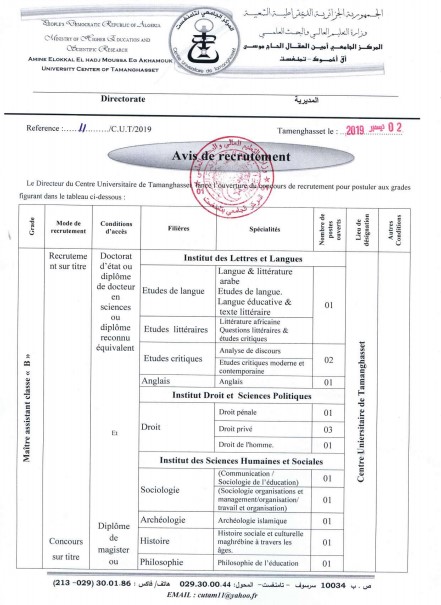 PEOPLE'S DEMOCRATIC REPUBLIC OF ALGERIA
MINISTRY OF HIGHER EDUCATION AND
SCIENTIFIC RESEARCH
AMINE ELOKKAL EL HADJ MOUSSA EG AKHAMOUK
UNIVERSITY CENTER OF TAMANGHASSET
الجمهورية الجزائرية الديمقراطية الشعبية
وزارة التعليم العالي والبحث العلمي
المركز الجامعي أمين العقال الحاج موسى
أق أخموك - تامنغست
Directorate
المديرية
Reference :....11........./C.U.T/2019
Tamenghasset le : 02 ديسمبر 2019
Avis de recrutement
Le Directeur du Centre Universitaire de Tamanghasset lance l'ouverture du concours de recrutement pour postuler aux grades
figurant dans le tableau ci-dessous :
Grade
Mode de recrutement
Conditions d'accès
Filières
Spécialités
Nombre de postes ouverts
Lieu de désignation
Autres Conditions
Maître assistant classe « B »
Recruteme
nt sur titre
Doctorat
d'état ou
diplôme
de docteur
en
sciences
ou
diplôme
reconnu
équivalent
Et
Diplôme
de
magister
ou
Concours
sur titre
Centre Uniersitaire de Tamanghasset
Institut des Lettres et Langues
Etudes de langue
Langue & littérature
arabe
Etudes de langue.
Langue éducative &
texte littéraire
01
Etudes littéraires
Littérature africaine
Questions littéraires &
études critiques
Etudes critiques
Analyse de discours
Etudes critiques moderne et
contemporaine
02
Anglais
Anglais
01
Institut Droit et Sciences Politiques
Droit
Droit pénale
01
Droit privé
03
Droit de l'homme.
01
Institut des Sciences Humaines et Sociales
Sociologie
(Communication /
Sociologie de l'éducation)
01
(Sociologie organisations et
management/organisation/
travail et organisation)
01
Archéologie
Archéologie islamique
01
Histoire
Histoire sociale et culturelle
maghrébine à travers les
âges.
01
Philosophie
Philosophie de l'éducation
01
ص . ب 10034 سرسوف - تامنغست- المحول: 029.30.00.44 هاتف/ فاكس : 30.01.86 (029- 213)
EMAIL : cutam11@yahoo.fr